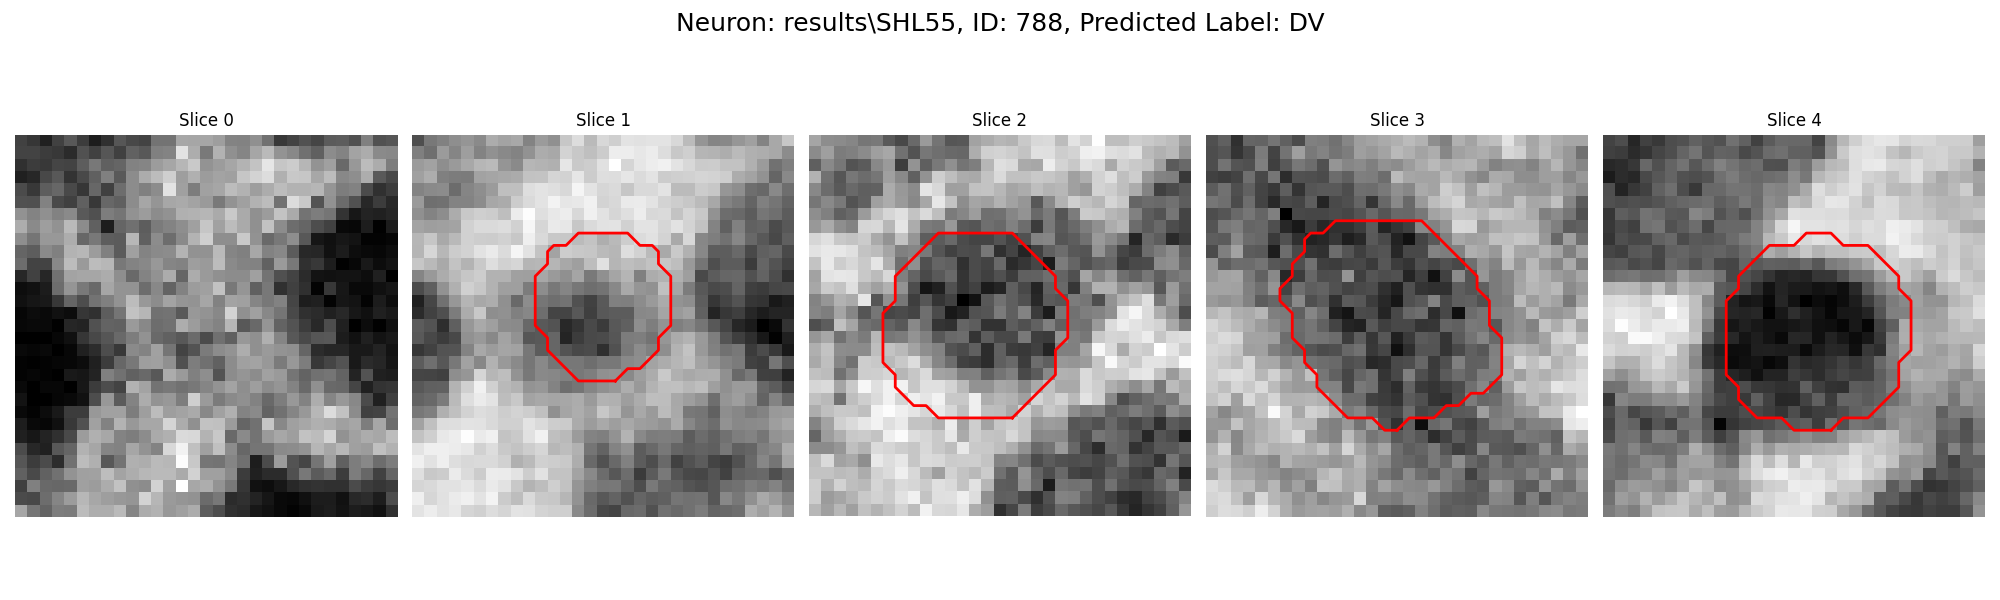 Neuron: results\SHL55, ID: 788, Predicted Label: DV
Slice 0
Slice 1
Slice 2
Slice 3
Slice 4